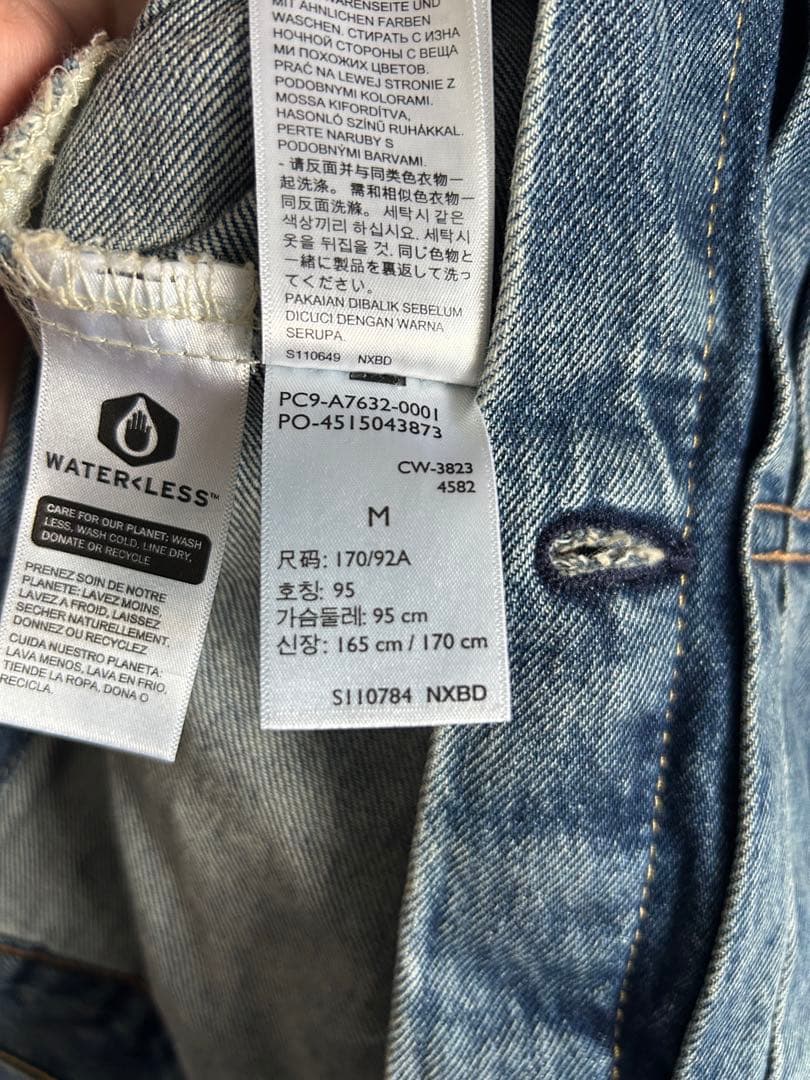 MIT ÄHNLICHEN FARBEN
WASCHEN. СТИРАТЬ С ИЗНА
НОЧНОЙ СТОРОНЫ С ВЕЩА
МИ ПОХОЖИХ ЦВЕТОВ.
PRAĆ NA LEWEJ STRONIE Z
PODOBNYMI KOLORAMI.
MOSSA KIFORDÍTVA,
HASONLÓ SZÍNŰ RUHÁKKAL.
PERTE NARUBY S
PODOBNÝMI BARVAMI.
- 请反面并与同类色衣物一
起洗涤。 需和相似色衣物一
同反面洗滌。 세탁시 같은
색상끼리 하십시요. 세탁시
옷을 뒤집을 것. 同じ色物と
一緒に製品を裏返して洗っ
てください。
PAKAIAN DIBALIK SEBELUM
DICUCI DENGAN WARNA
SERUPA.
S110649 NXBD
WATER<LESS™
CARE FOR OUR PLANET: WASH
LESS, WASH COLD, LINE DRY,
DONATE OR RECYCLE
PRENEZ SOIN DE NOTRE
PLANETE: LAVEZ MOINS,
LAVEZ A FROID, LAISSEZ
SECHER NATURELLEMENT,
DONNEZ OU RECYCLEZ
CUIDA NUESTRO PLANETA:
LAVA MENOS, LAVA EN FRIO,
TIENDE LA ROPA, DONA O
RECICLA.
PC9-A7632-0001
PO-4515043873
CW-3823
4582
M
尺码: 170/92A
호칭: 95
가슴둘레: 95 cm
신장: 165 cm / 170 cm
S110784 NXBD